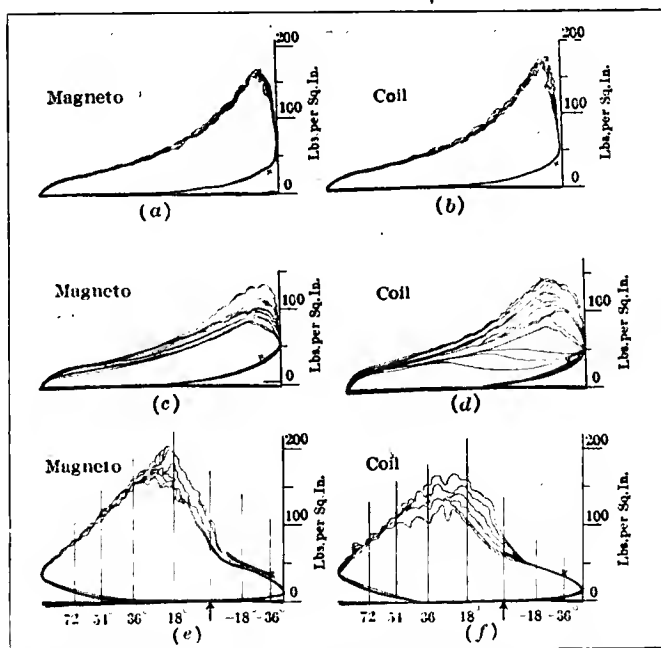 200
200
Magneto
Coil
Lbs. per Sq. In.
Lbs. per Sq. In.
100
100
0
0
(a)
(b)
Magneto
Coil
Lbs. per Sq. In.
Lbs. per Sq. In.
100
100
0
0
(c)
(d)
200
200
Magneto
Coil
Lbs. per Sq. In.
Lbs. per Sq. In.
100
100
0
0
72 54 36° 18° -18° -36°
72 54 36 18° -18° -36°
(e)
(f)